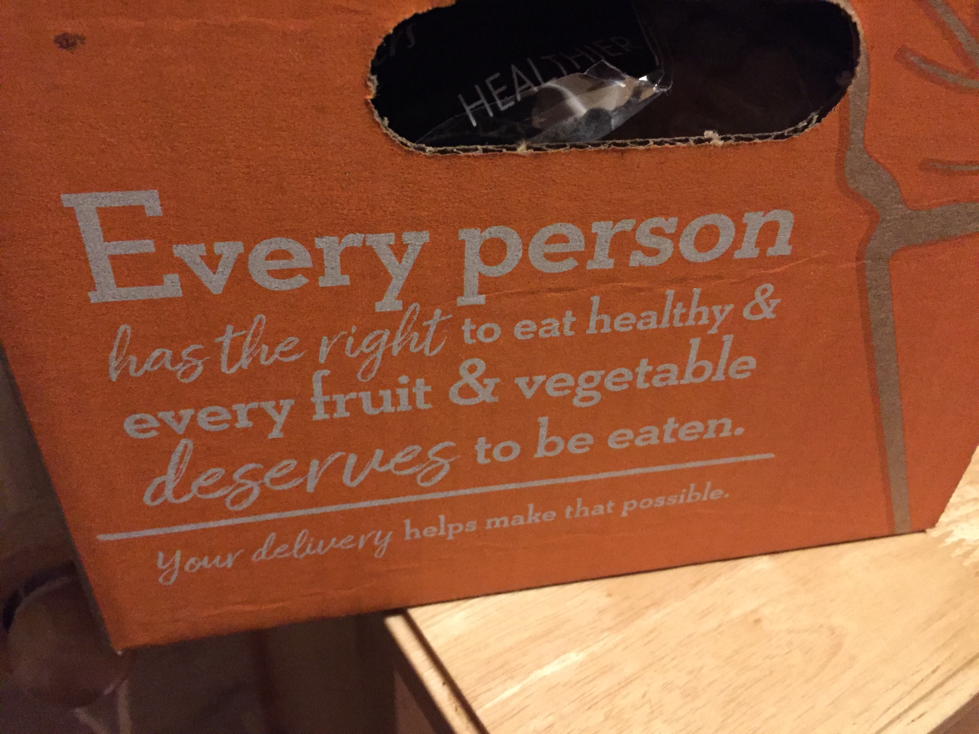 HEALTHIER
Every person
has the right to eat healthy &
every fruit & vegetable
deserves to be eaten.
Your delivery helps make that possible.